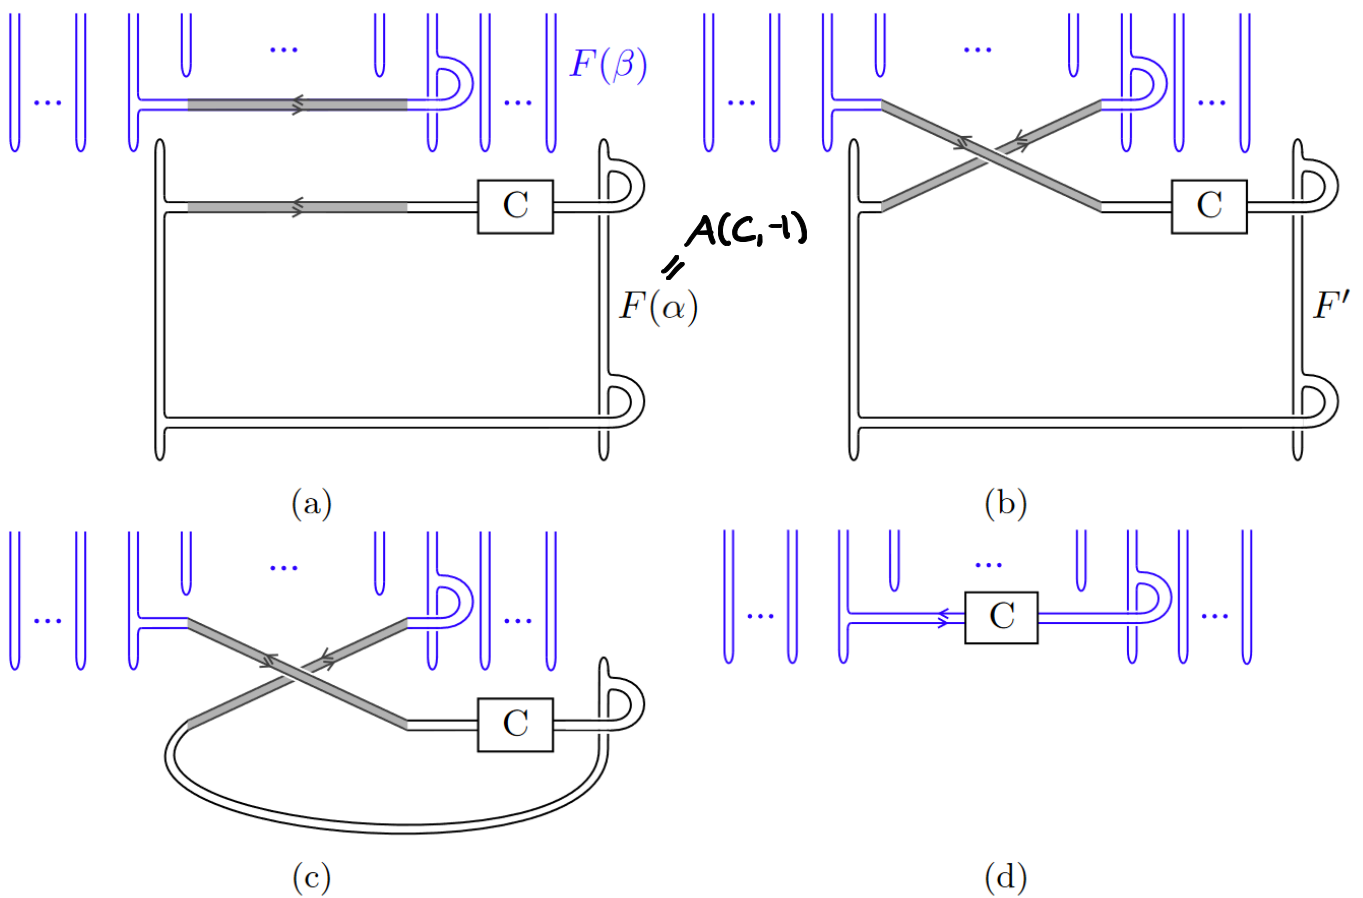 ... F(β) ...
... ...
C C
A(C,-1)
=
F(α) F'
(a) (b)
... ...
... ... ... ...
C C
(c) (d)